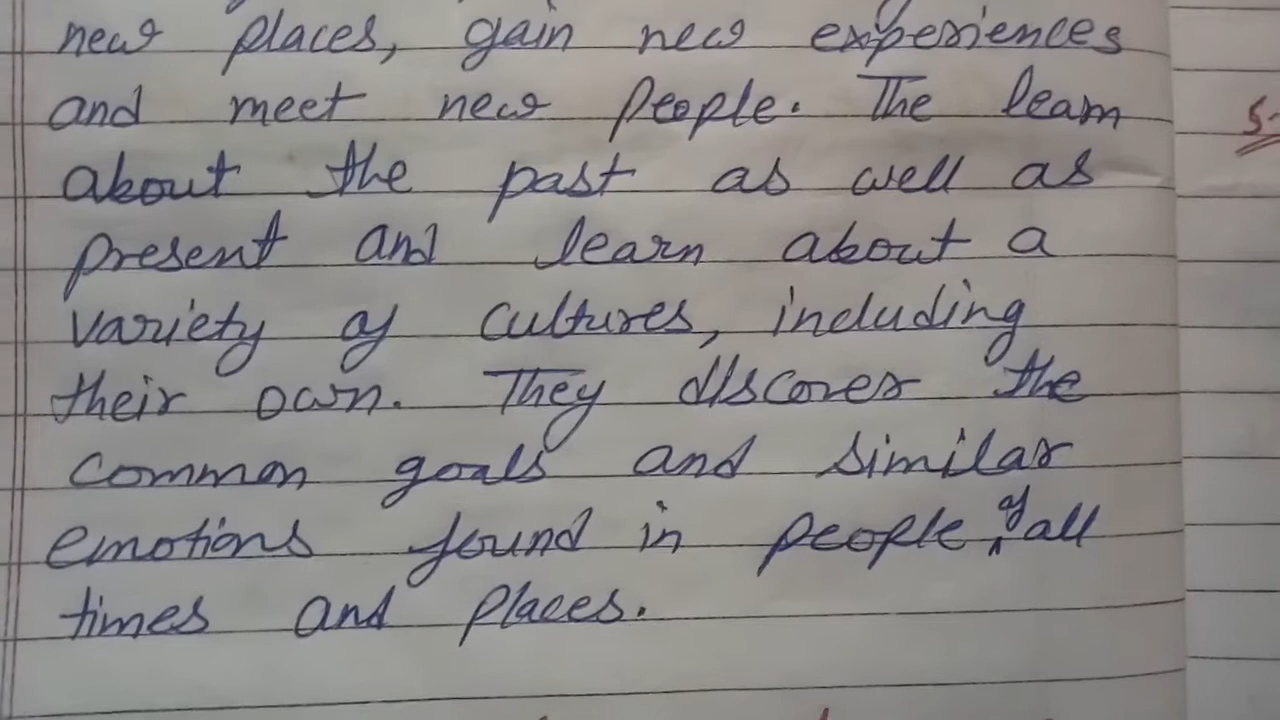 new places, gain new experiences
and meet new people. The learn
about the past as well as
present and learn about a
variety of cultures, including
their own. They discover the
common goals and similar
emotions found in people, of all
times and places.
5.